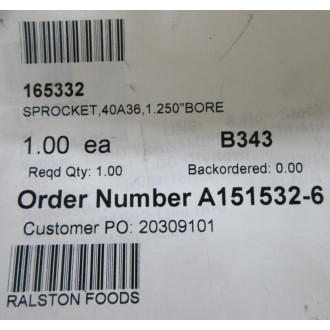 165332
SPROCKET,40A36,1.250"BORE
1.00 ea B343
Reqd Qty: 1.00 Backordered: 0.00
Order Number A151532-6
Customer PO: 20309101
RALSTON FOODS